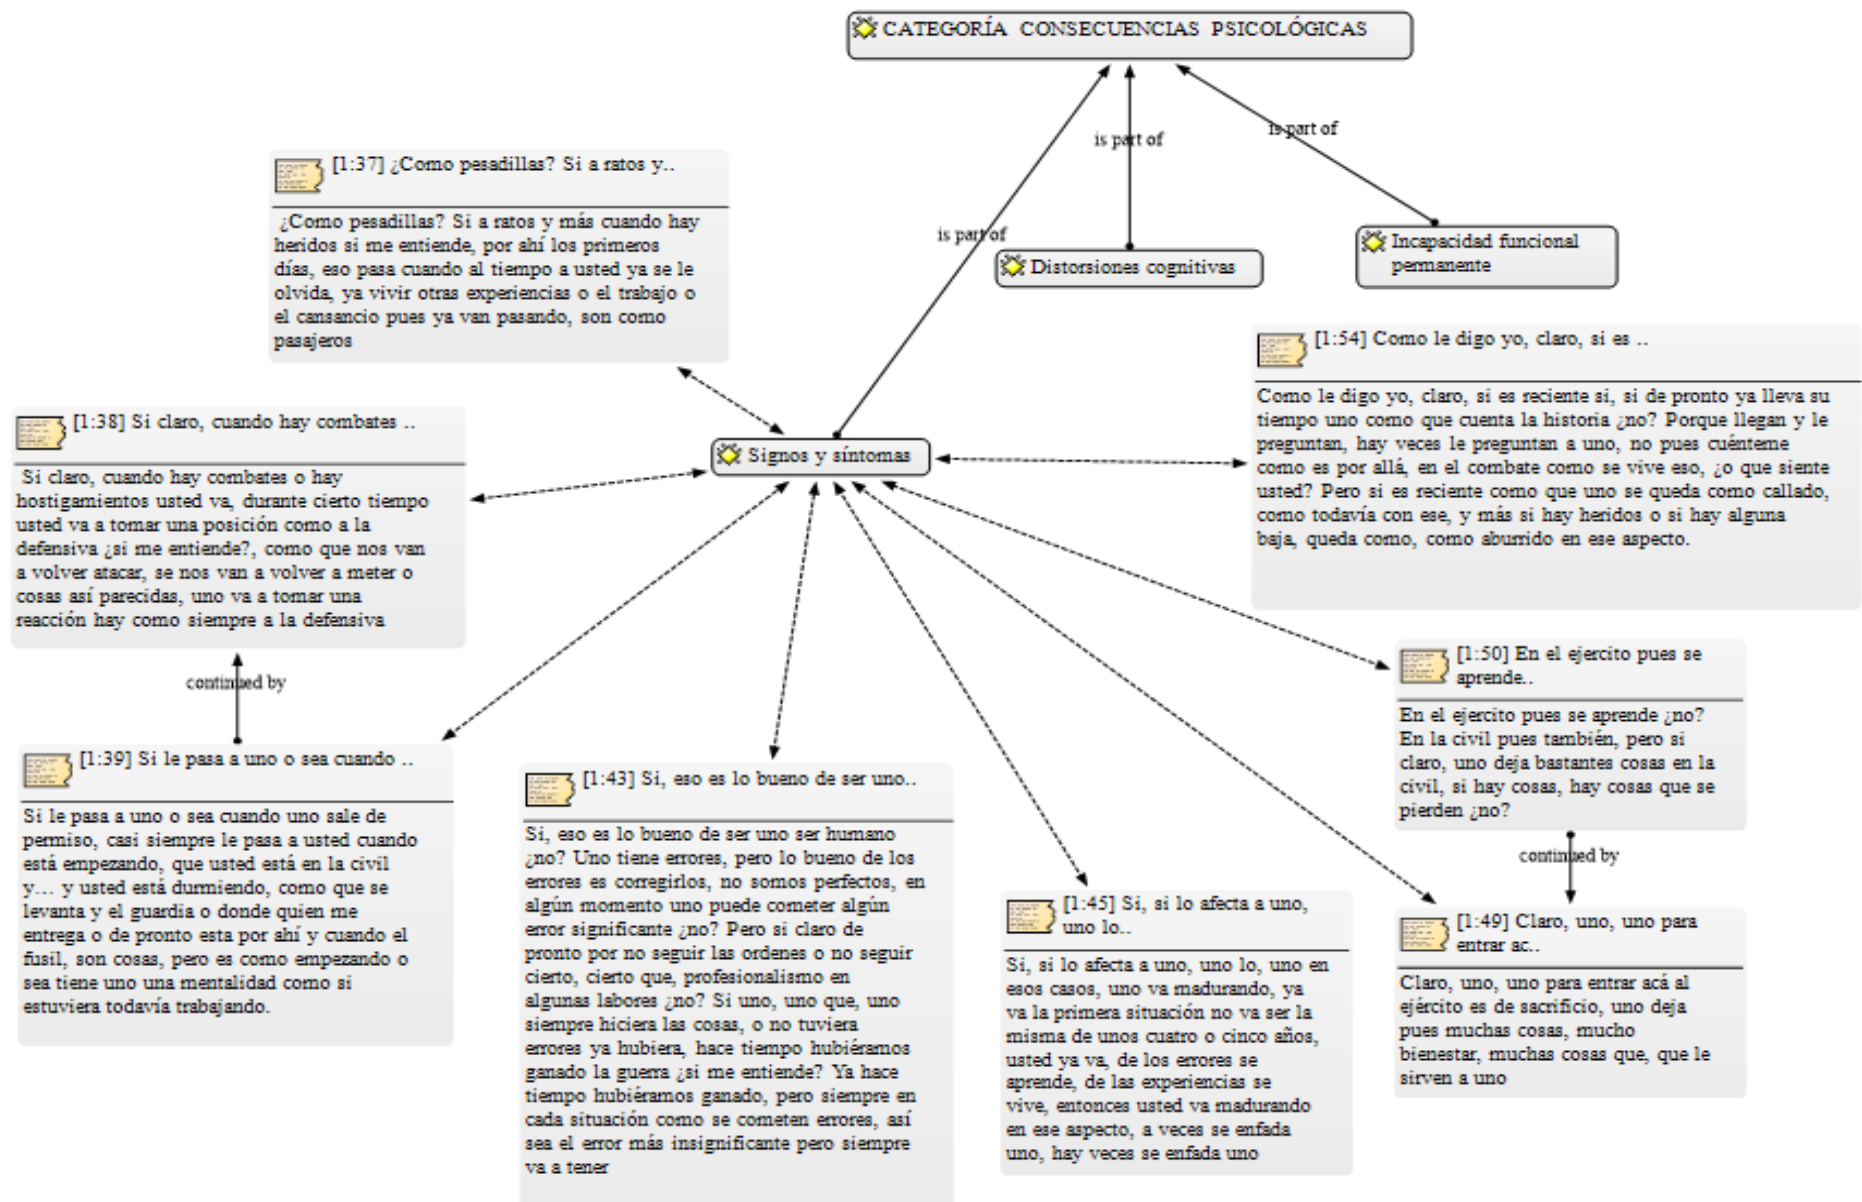 CATEGORÍA CONSECUENCIAS PSICOLÓGICAS
is part of
is part of
is part of
Distorsiones cognitivas
Incapacidad funcional
permanente
Signos y síntomas
[1:37] ¿Como pesadillas? Si a ratos y..
¿Como pesadillas? Si a ratos y más cuando hay
heridos si me entiende, por ahí los primeros
días, eso pasa cuando al tiempo a usted ya se le
olvida, ya vivir otras experiencias o el trabajo o
el cansancio pues ya van pasando, son como
pasajeros
[1:54] Como le digo yo, claro, si es ..
Como le digo yo, claro, si es reciente si, si de pronto ya lleva su
tiempo uno como que cuenta la historia ¿no? Porque llegan y le
preguntan, hay veces le preguntan a uno, no pues cuénteme
como es por allá, en el combate como se vive eso, ¿o que siente
usted? Pero si es reciente como que uno se queda como callado,
como todavía con ese, y más si hay heridos o si hay alguna
baja, queda como, como aburrido en ese aspecto.
[1:38] Si claro, cuando hay combates ..
Si claro, cuando hay combates o hay
hostigamientos usted va, durante cierto tiempo
usted va a tomar una posición como a la
defensiva ¿si me entiende?, como que nos van
a volver atacar, se nos van a volver a meter o
cosas así parecidas, uno va a tomar una
reacción hay como siempre a la defensiva
continued by
[1:39] Si le pasa a uno o sea cuando ..
Si le pasa a uno o sea cuando uno sale de
permiso, casi siempre le pasa a usted cuando
está empezando, que usted está en la civil
y… y usted está durmiendo, como que se
levanta y el guardia o donde quien me
entrega o de pronto esta por ahí y cuando el
fusil, son cosas, pero es como empezando o
sea tiene uno una mentalidad como si
estuviera todavía trabajando.
[1:43] Si, eso es lo bueno de ser uno..
Si, eso es lo bueno de ser uno ser humano
¿no? Uno tiene errores, pero lo bueno de los
errores es corregirlos, no somos perfectos, en
algún momento uno puede cometer algún
error significante ¿no? Pero si claro de
pronto por no seguir las ordenes o no seguir
cierto, cierto que, profesionalismo en
algunas labores ¿no? Si uno, uno que, uno
siempre hiciera las cosas, o no tuviera
errores ya hubiera, hace tiempo hubiéramos
ganado la guerra ¿si me entiende? Ya hace
tiempo hubiéramos ganado, pero siempre en
cada situación como se cometen errores, así
sea el error más insignificante pero siempre
va a tener
[1:45] Si, si lo afecta a uno,
uno lo..
Si, si lo afecta a uno, uno lo, uno en
esos casos, uno va madurando, ya
va la primera situación no va ser la
misma de unos cuatro o cinco años,
usted ya va, de los errores se
aprende, de las experiencias se
vive, entonces usted va madurando
en ese aspecto, a veces se enfada
uno, hay veces se enfada uno
[1:50] En el ejercito pues se
aprende..
En el ejercito pues se aprende ¿no?
En la civil pues también, pero si
claro, uno deja bastantes cosas en la
civil, si hay cosas, hay cosas que se
pierden ¿no?
continued by
[1:49] Claro, uno, uno para
entrar ac..
Claro, uno, uno para entrar acá al
ejército es de sacrificio, uno deja
pues muchas cosas, mucho
bienestar, muchas cosas que, que le
sirven a uno